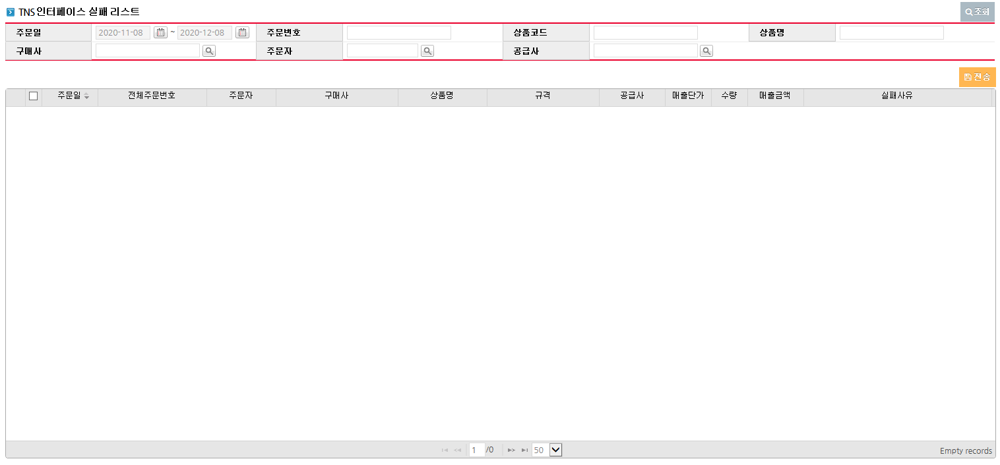 TNS인터페이스 실패 리스트
조회
주문일 2020-11-08 ~ 2020-12-08 주문번호 상품코드 상품명
구매사 주문자 공급사
전송
주문일 전체주문번호 주문자 구매사 상품명 규격 공급사 매출단가 수량 매출금액 실패사유
1 /0 50 Empty records